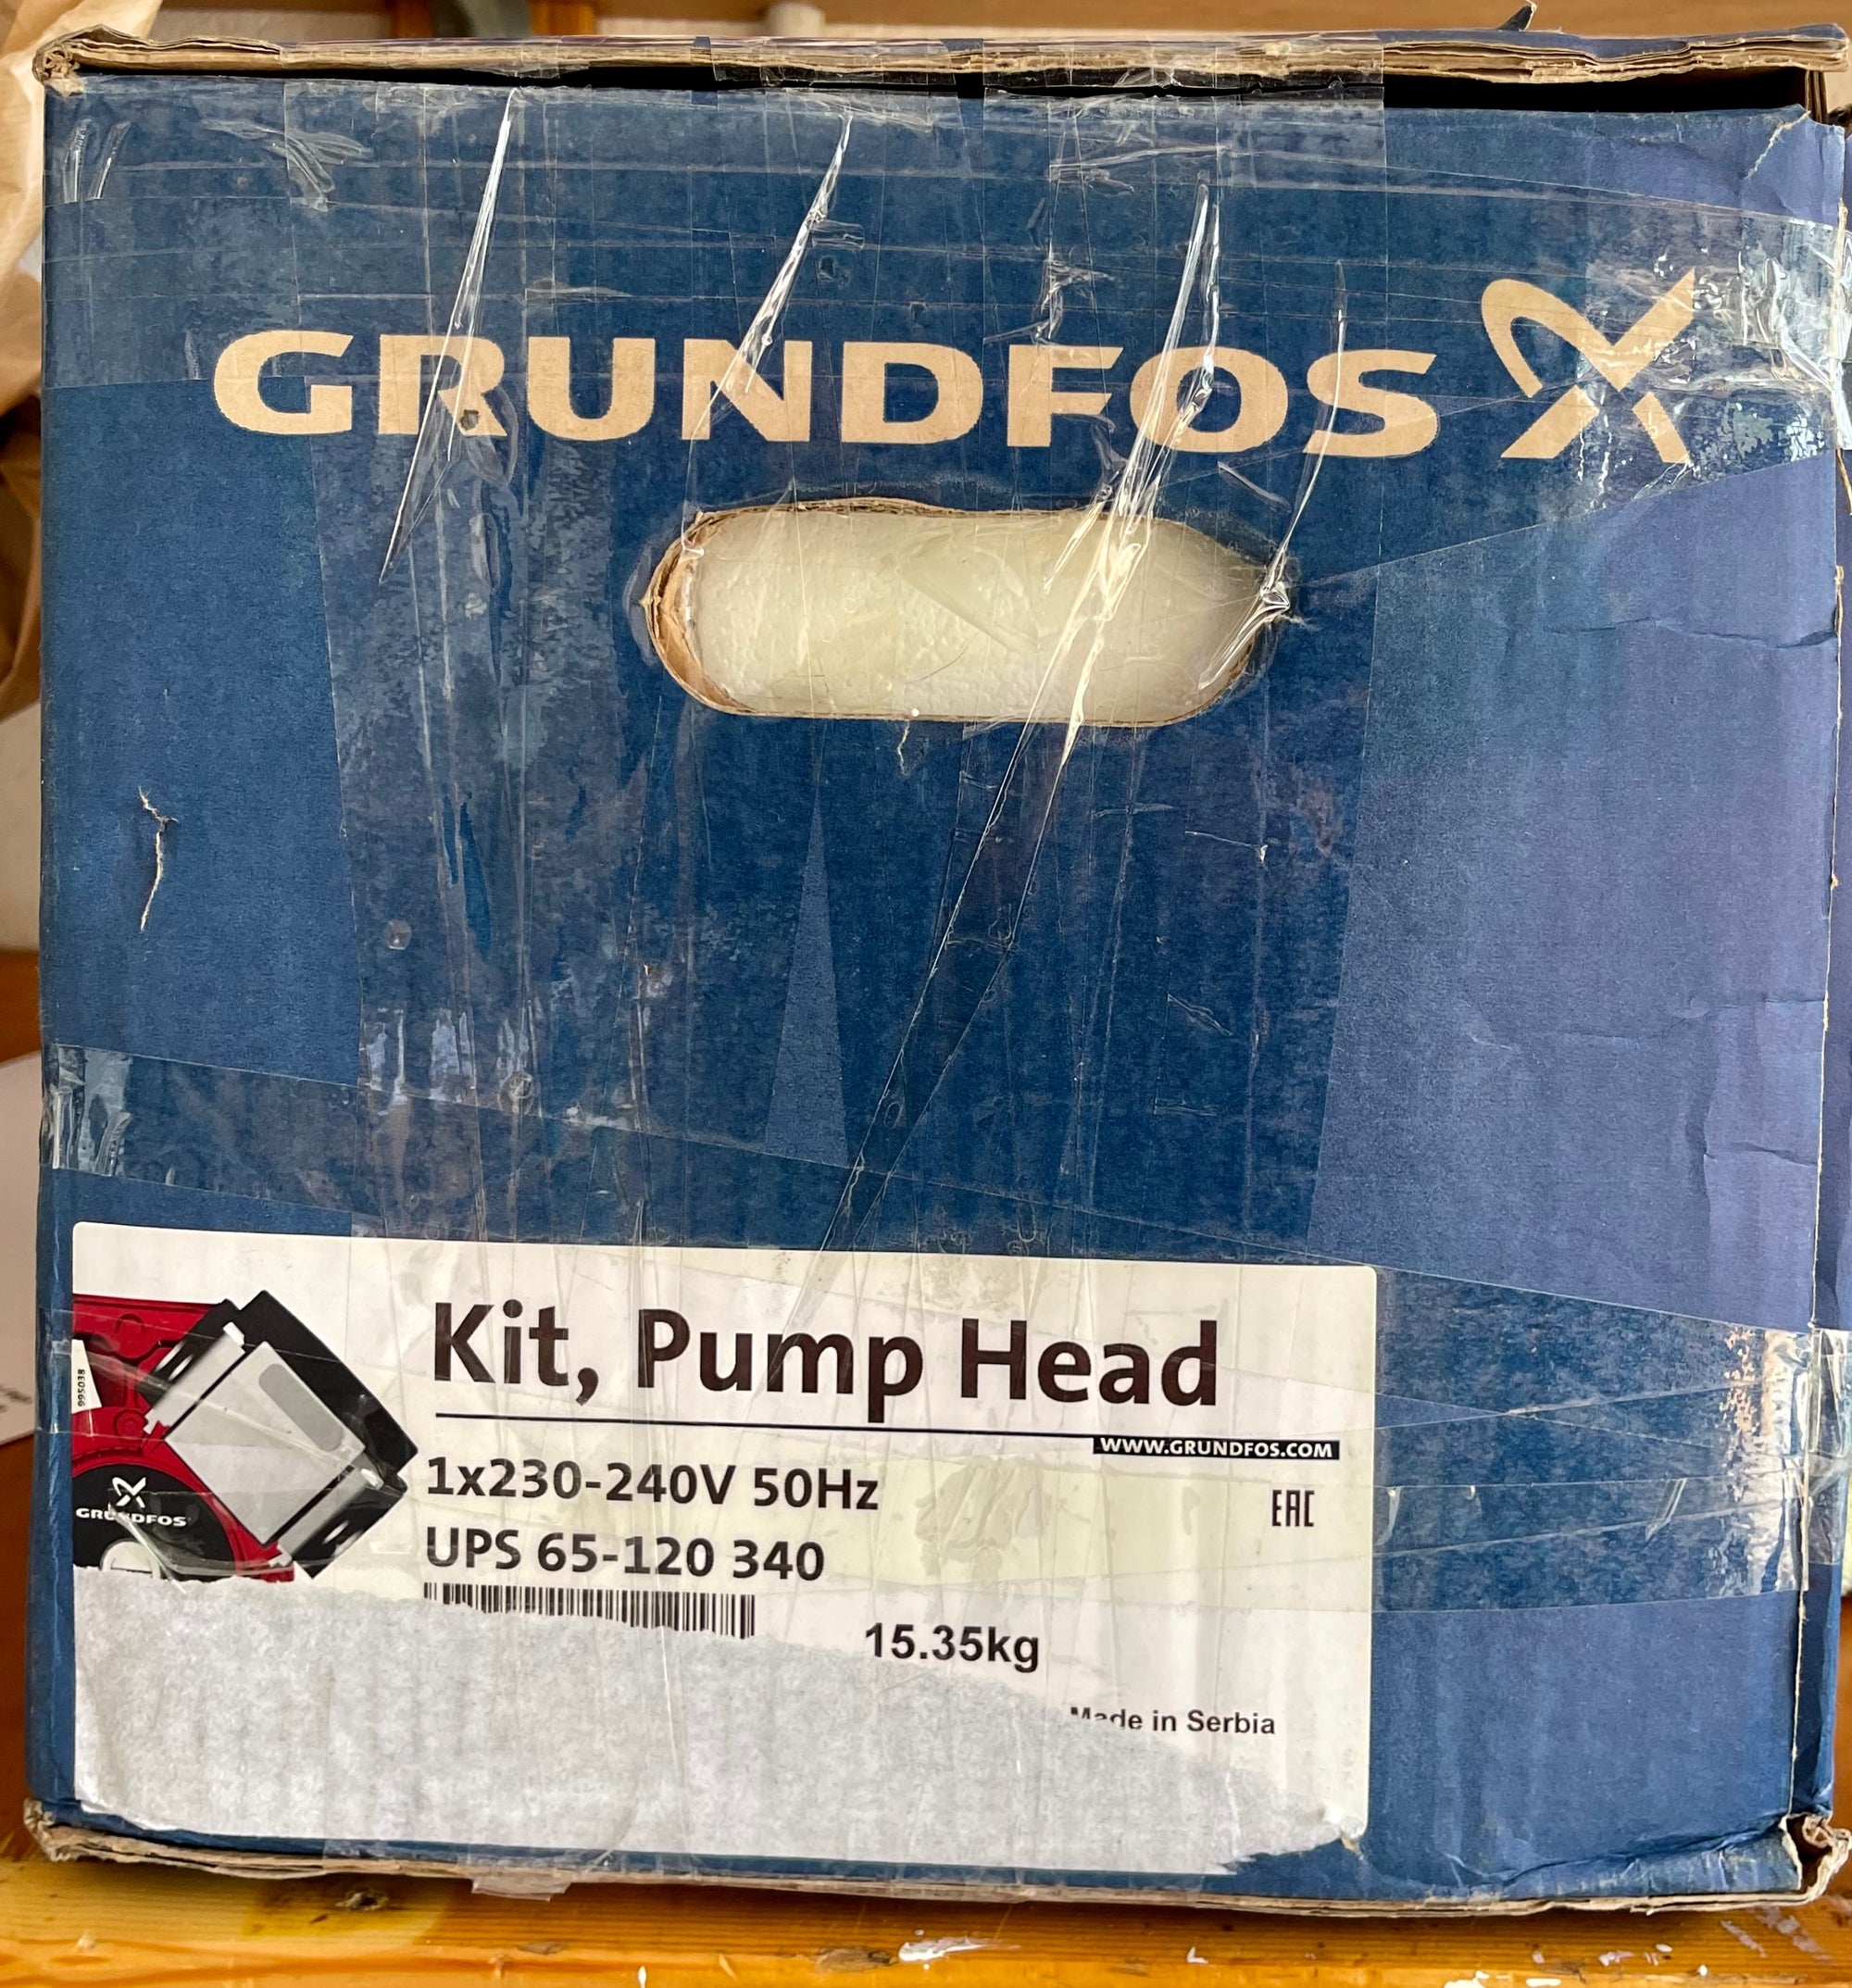 GRUNDFOS
Kit, Pump Head
WWW.GRUNDFOS.COM
1x230-240V 50Hz
EAC
UPS 65-120 340
15.35kg
Made in Serbia
995038
GRUNDFOS